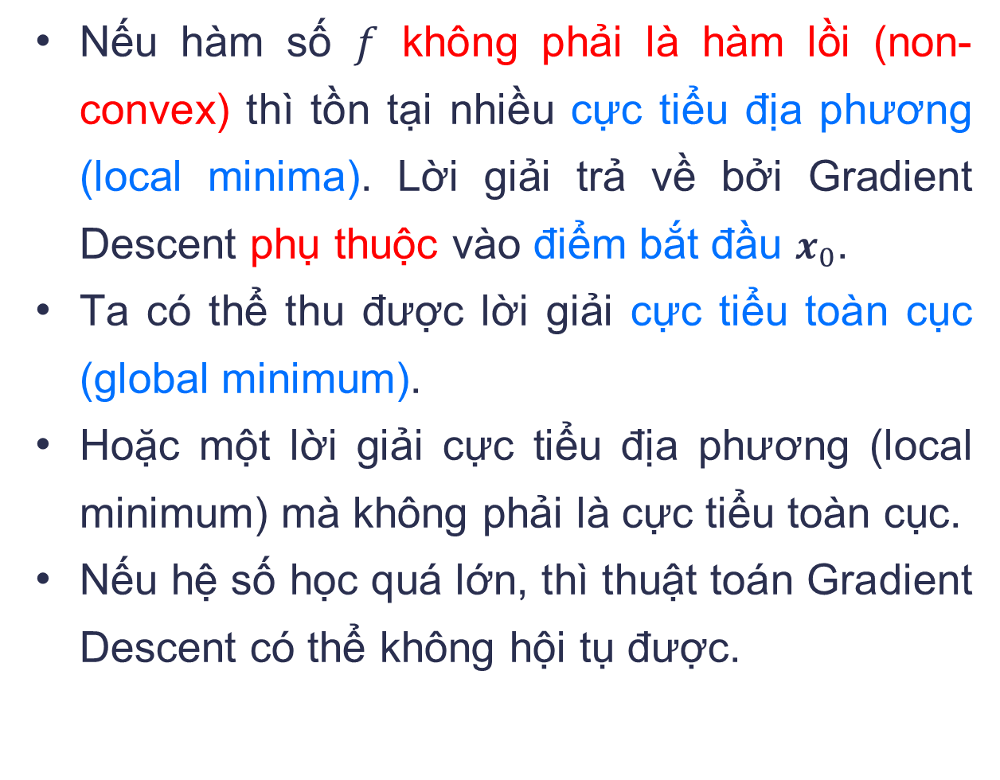 • Nếu hàm số f không phải là hàm lồi (non-
convex) thì tồn tại nhiều cực tiểu địa phương
(local minima). Lời giải trả về bởi Gradient
Descent phụ thuộc vào điểm bắt đầu x₀.
• Ta có thể thu được lời giải cực tiểu toàn cục
(global minimum).
• Hoặc một lời giải cực tiểu địa phương (local
minimum) mà không phải là cực tiểu toàn cục.
• Nếu hệ số học quá lớn, thì thuật toán Gradient
Descent có thể không hội tụ được.